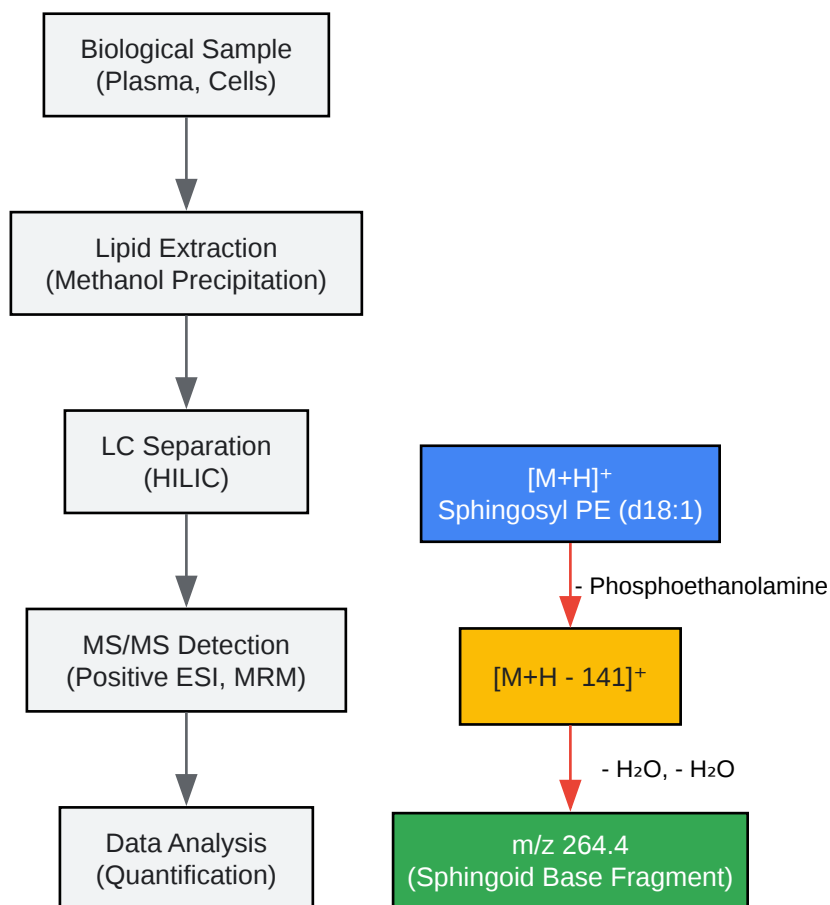 Biological Sample
(Plasma, Cells)
Lipid Extraction
(Methanol Precipitation)
LC Separation
(HILIC)
MS/MS Detection
(Positive ESI, MRM)
Data Analysis
(Quantification)
[M+H]⁺
Sphingosyl PE (d18:1)
- Phosphoethanolamine
[M+H - 141]⁺
- H₂O, - H₂O
m/z 264.4
(Sphingoid Base Fragment)